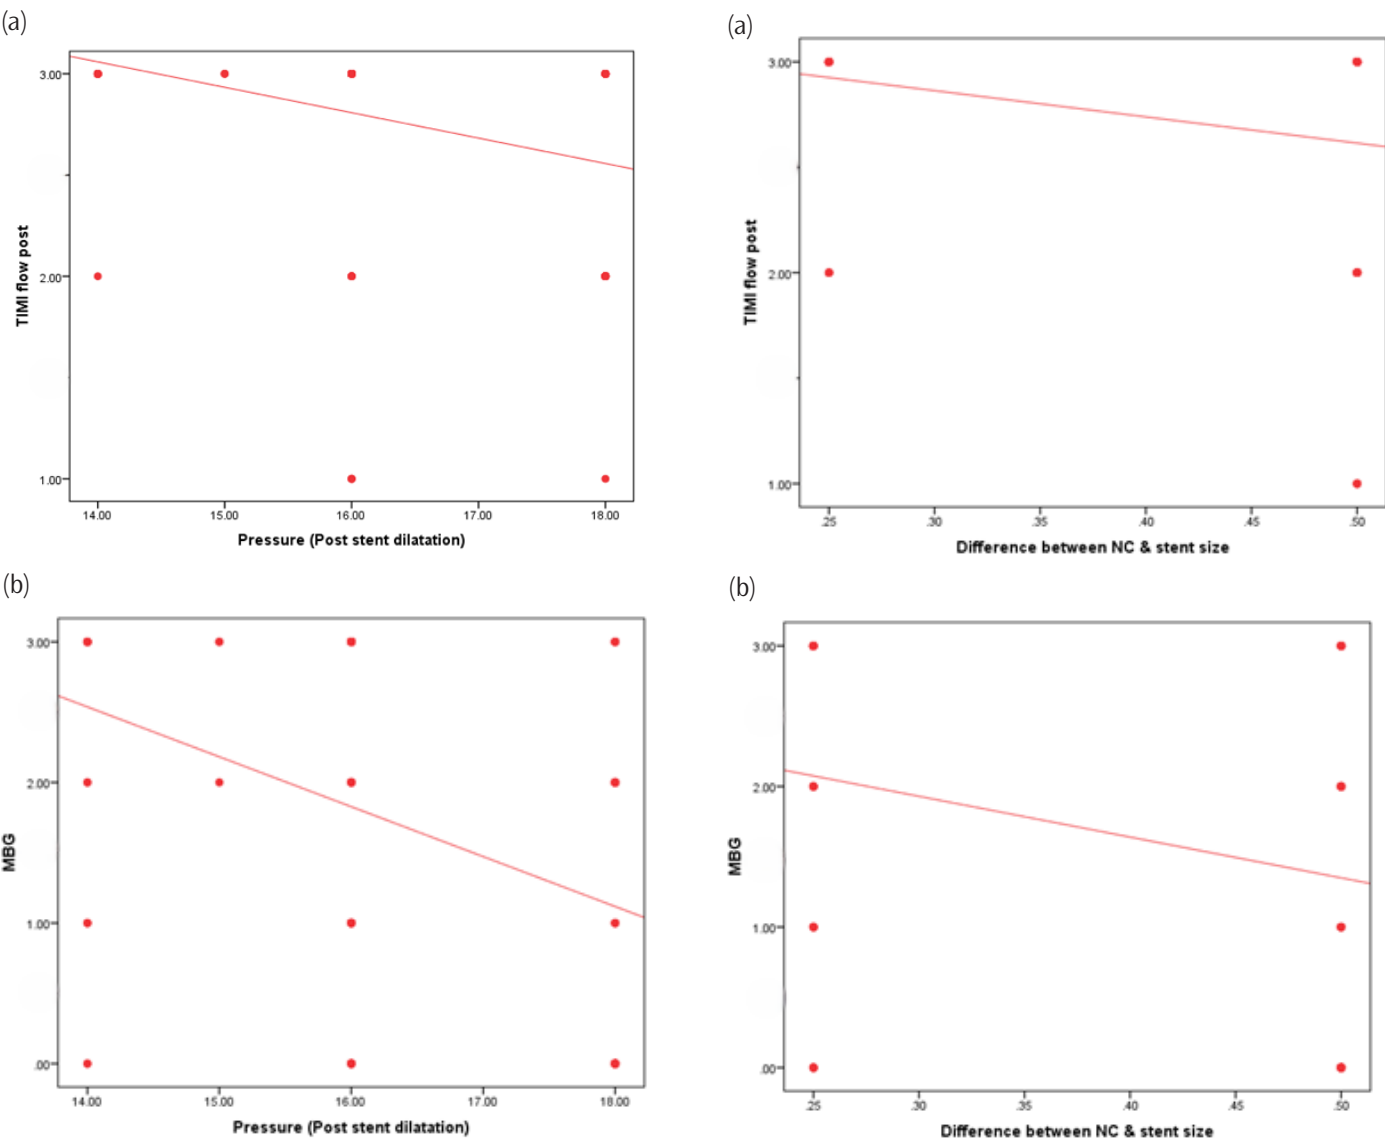 (a)
3.00
2.00
1.00
TIMI flow post
14.00 15.00 16.00 17.00 18.00
Pressure (Post stent dilatation)
(a)
3.00
2.00
1.00
TIMI flow post
.25 .30 .35 .40 .45 .50
Difference between NC & stent size
(b)
3.00
2.00
1.00
.00
MBG
14.00 15.00 16.00 17.00 18.00
Pressure (Post stent dilatation)
(b)
3.00
2.00
1.00
.00
MBG
.25 .30 .35 .40 .45 .50
Difference between NC & stent size